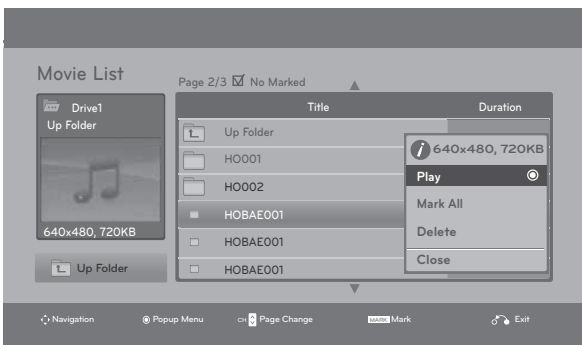 Movie List
Page 2/3 No Marked
Drive1
Up Folder
640x480, 720KB
Up Folder
Title Duration
Up Folder
HO001
HO002
HOBAE001
HOBAE001
HOBAE001
640x480, 720KB
Play
Mark All
Delete
Close
Navigation Popup Menu CH Page Change MARK Mark Exit